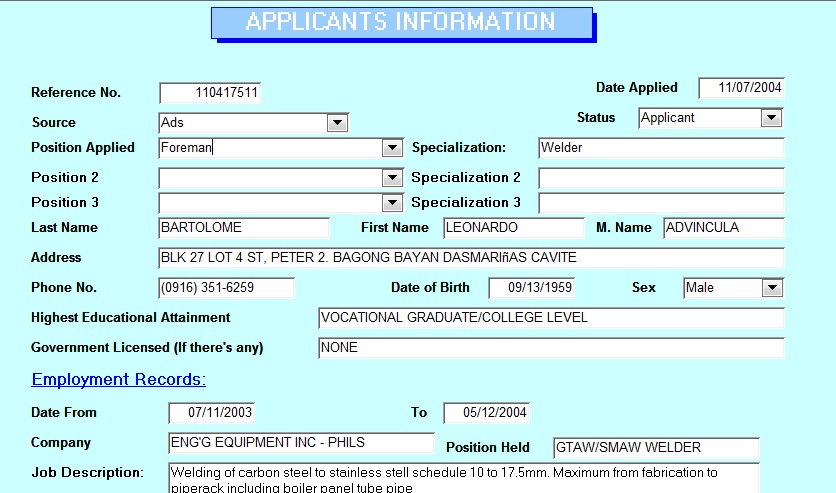 APPLICANTS INFORMATION
Reference No. 110417511 Date Applied 11/07/2004
Source Ads Status Applicant
Position Applied Foreman Specialization: Welder
Position 2 Specialization 2
Position 3 Specialization 3
Last Name BARTOLOME First Name LEONARDO M. Name ADVINCULA
Address BLK 27 LOT 4 ST, PETER 2. BAGONG BAYAN DASMARIñAS CAVITE
Phone No. (0916) 351-6259 Date of Birth 09/13/1959 Sex Male
Highest Educational Attainment VOCATIONAL GRADUATE/COLLEGE LEVEL
Government Licensed (If there's any) NONE
Employment Records:
Date From 07/11/2003 To 05/12/2004
Company ENG'G EQUIPMENT INC - PHILS Position Held GTAW/SMAW WELDER
Job Description: Welding of carbon steel to stainless stell schedule 10 to 17.5mm. Maximum from fabrication to
piperack including boiler panel tube pipe